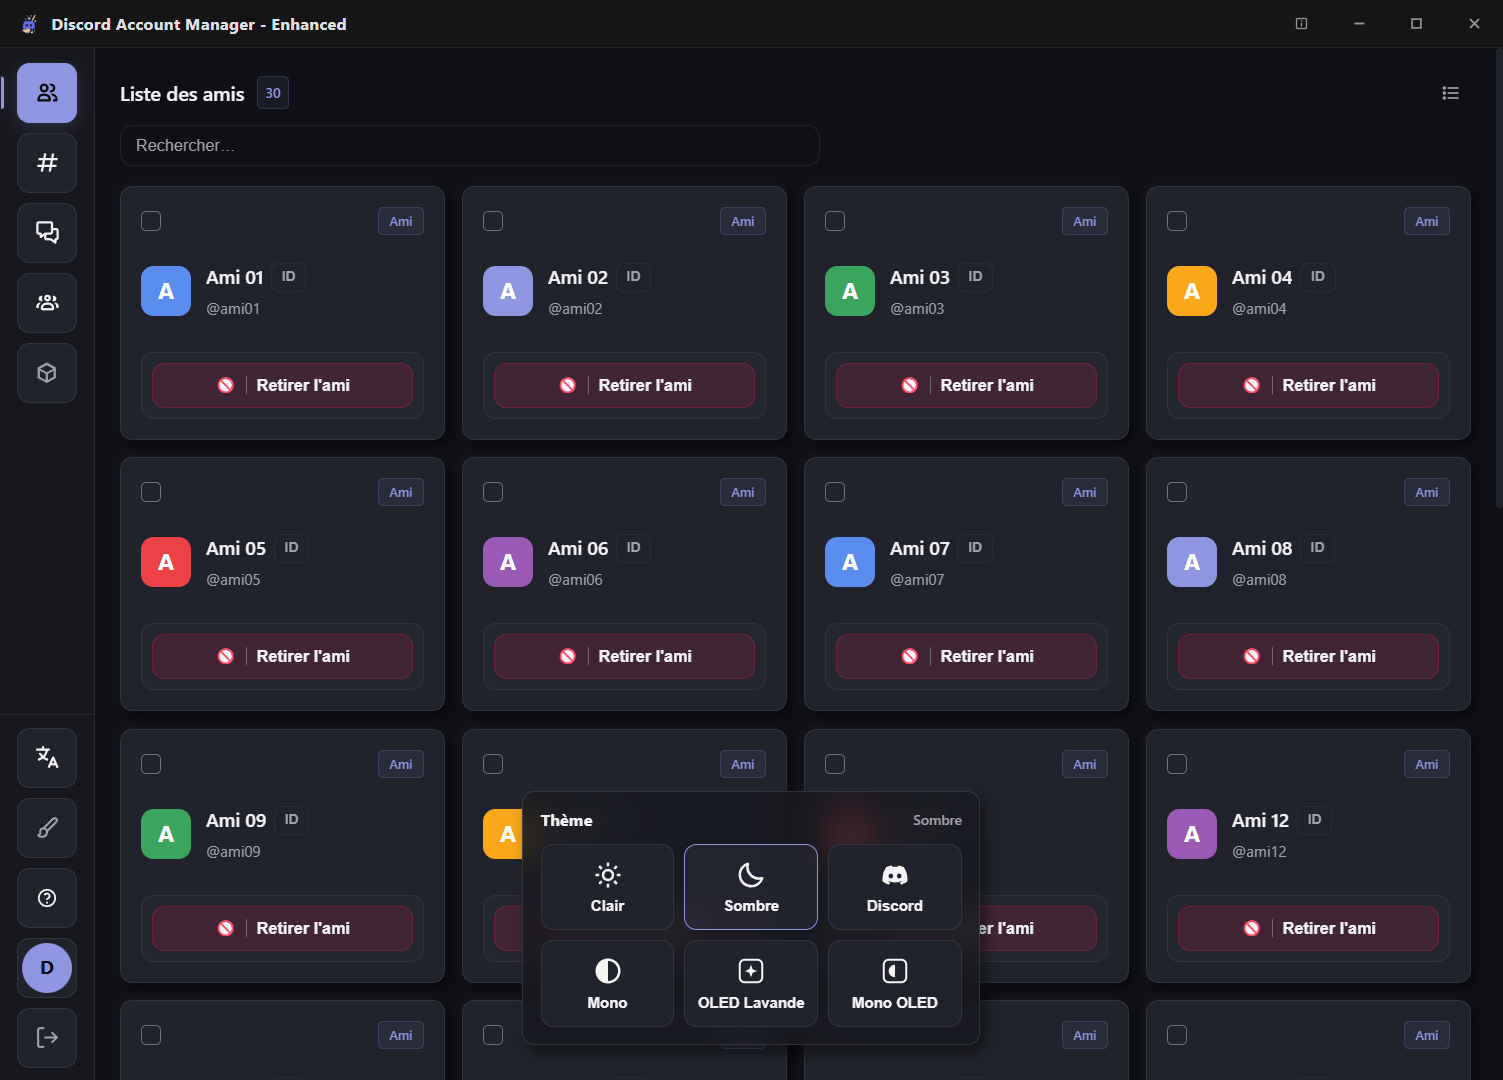 Discord Account Manager - Enhanced
Liste des amis 30
Rechercher...
Ami
Ami 01 ID
@ami01
Retirer l'ami
Ami
Ami 02 ID
@ami02
Retirer l'ami
Ami
Ami 03 ID
@ami03
Retirer l'ami
Ami
Ami 04 ID
@ami04
Retirer l'ami
Ami
A
Ami 05 ID
@ami05
Retirer l'ami
Ami
A
Ami 06 ID
@ami06
Retirer l'ami
Ami
A
Ami 07 ID
@ami07
Retirer l'ami
Ami
A
Ami 08 ID
@ami08
Retirer l'ami
Ami
A
Ami 09 ID
@ami09
Retirer l'ami
Ami
A
Ami
er l'ami
Ami
A
Ami 12 ID
@ami12
Retirer l'ami
Thème
Sombre
Clair
Sombre
Discord
Mono
OLED Lavande
Mono OLED
D
Ami
Ami
Ami